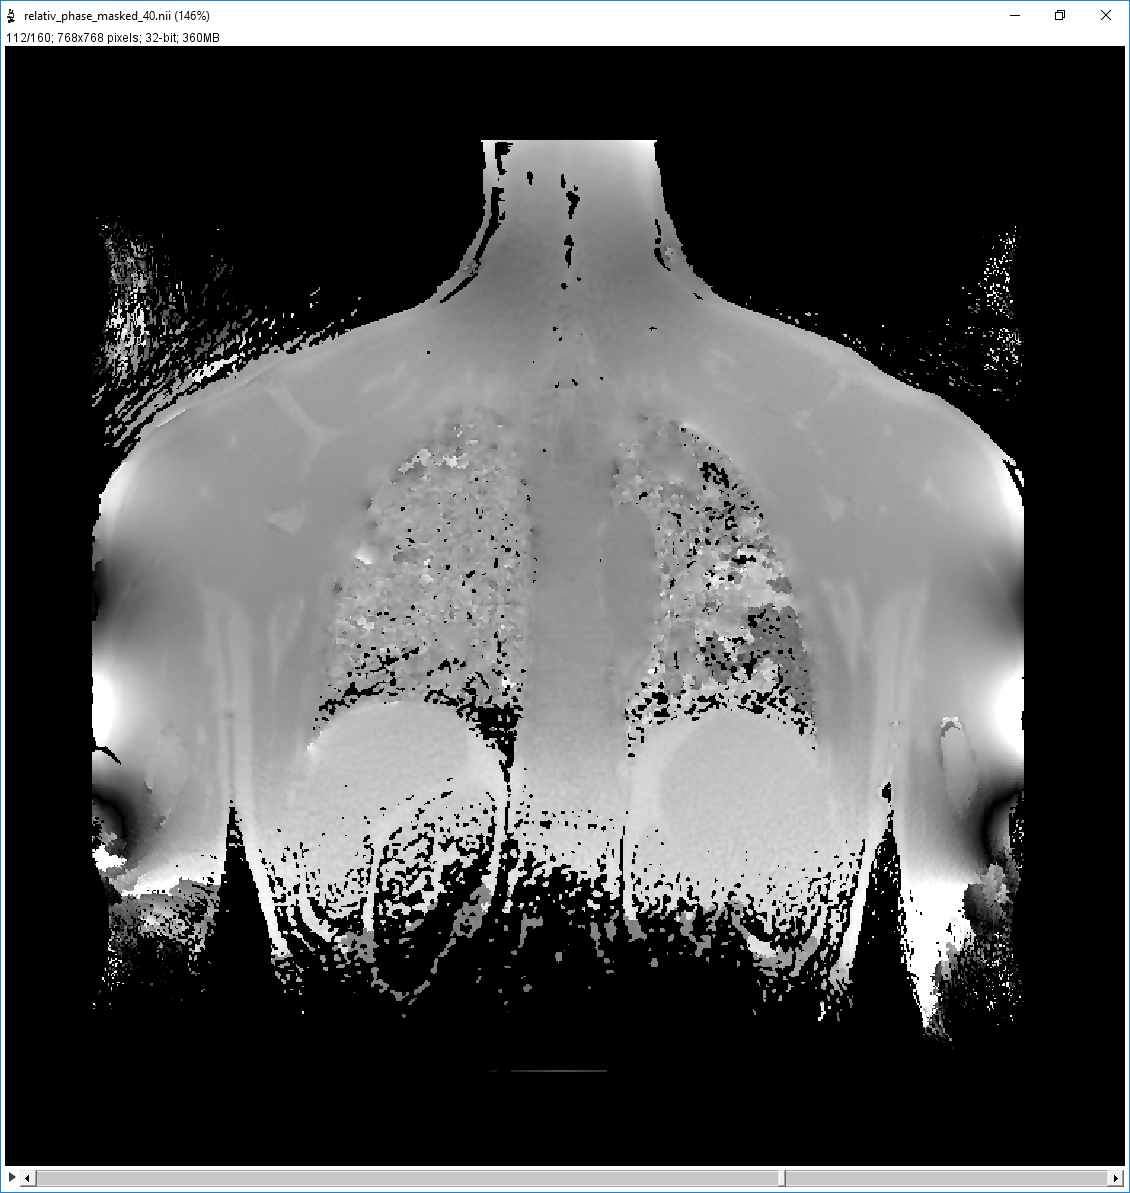 relativ_phase_masked_40.nii (146%)
112/160; 768x768 pixels; 32-bit; 360MB